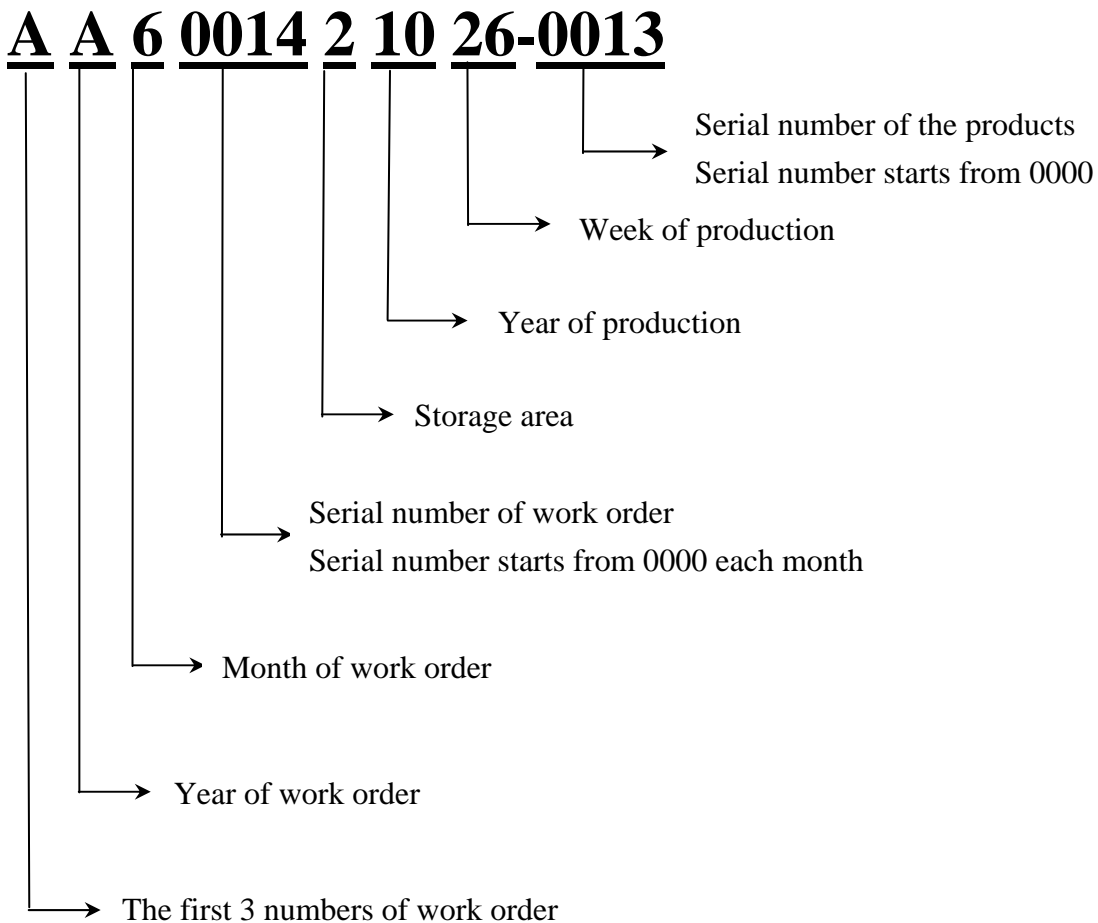 A A 6 0014 2 10 26-0013
Serial number of the products
Serial number starts from 0000
Week of production
Year of production
Storage area
Serial number of work order
Serial number starts from 0000 each month
Month of work order
Year of work order
The first 3 numbers of work order